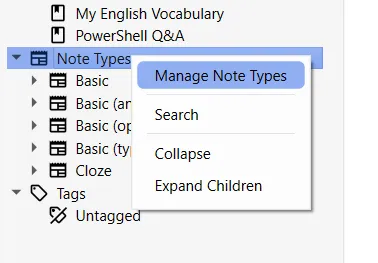 My English Vocabulary
PowerShell Q&A
Note Types
Manage Note Types
Basic
Basic (an
Search
Basic (op
Basic (typ
Collapse
Cloze
Expand Children
Tags
Untagged